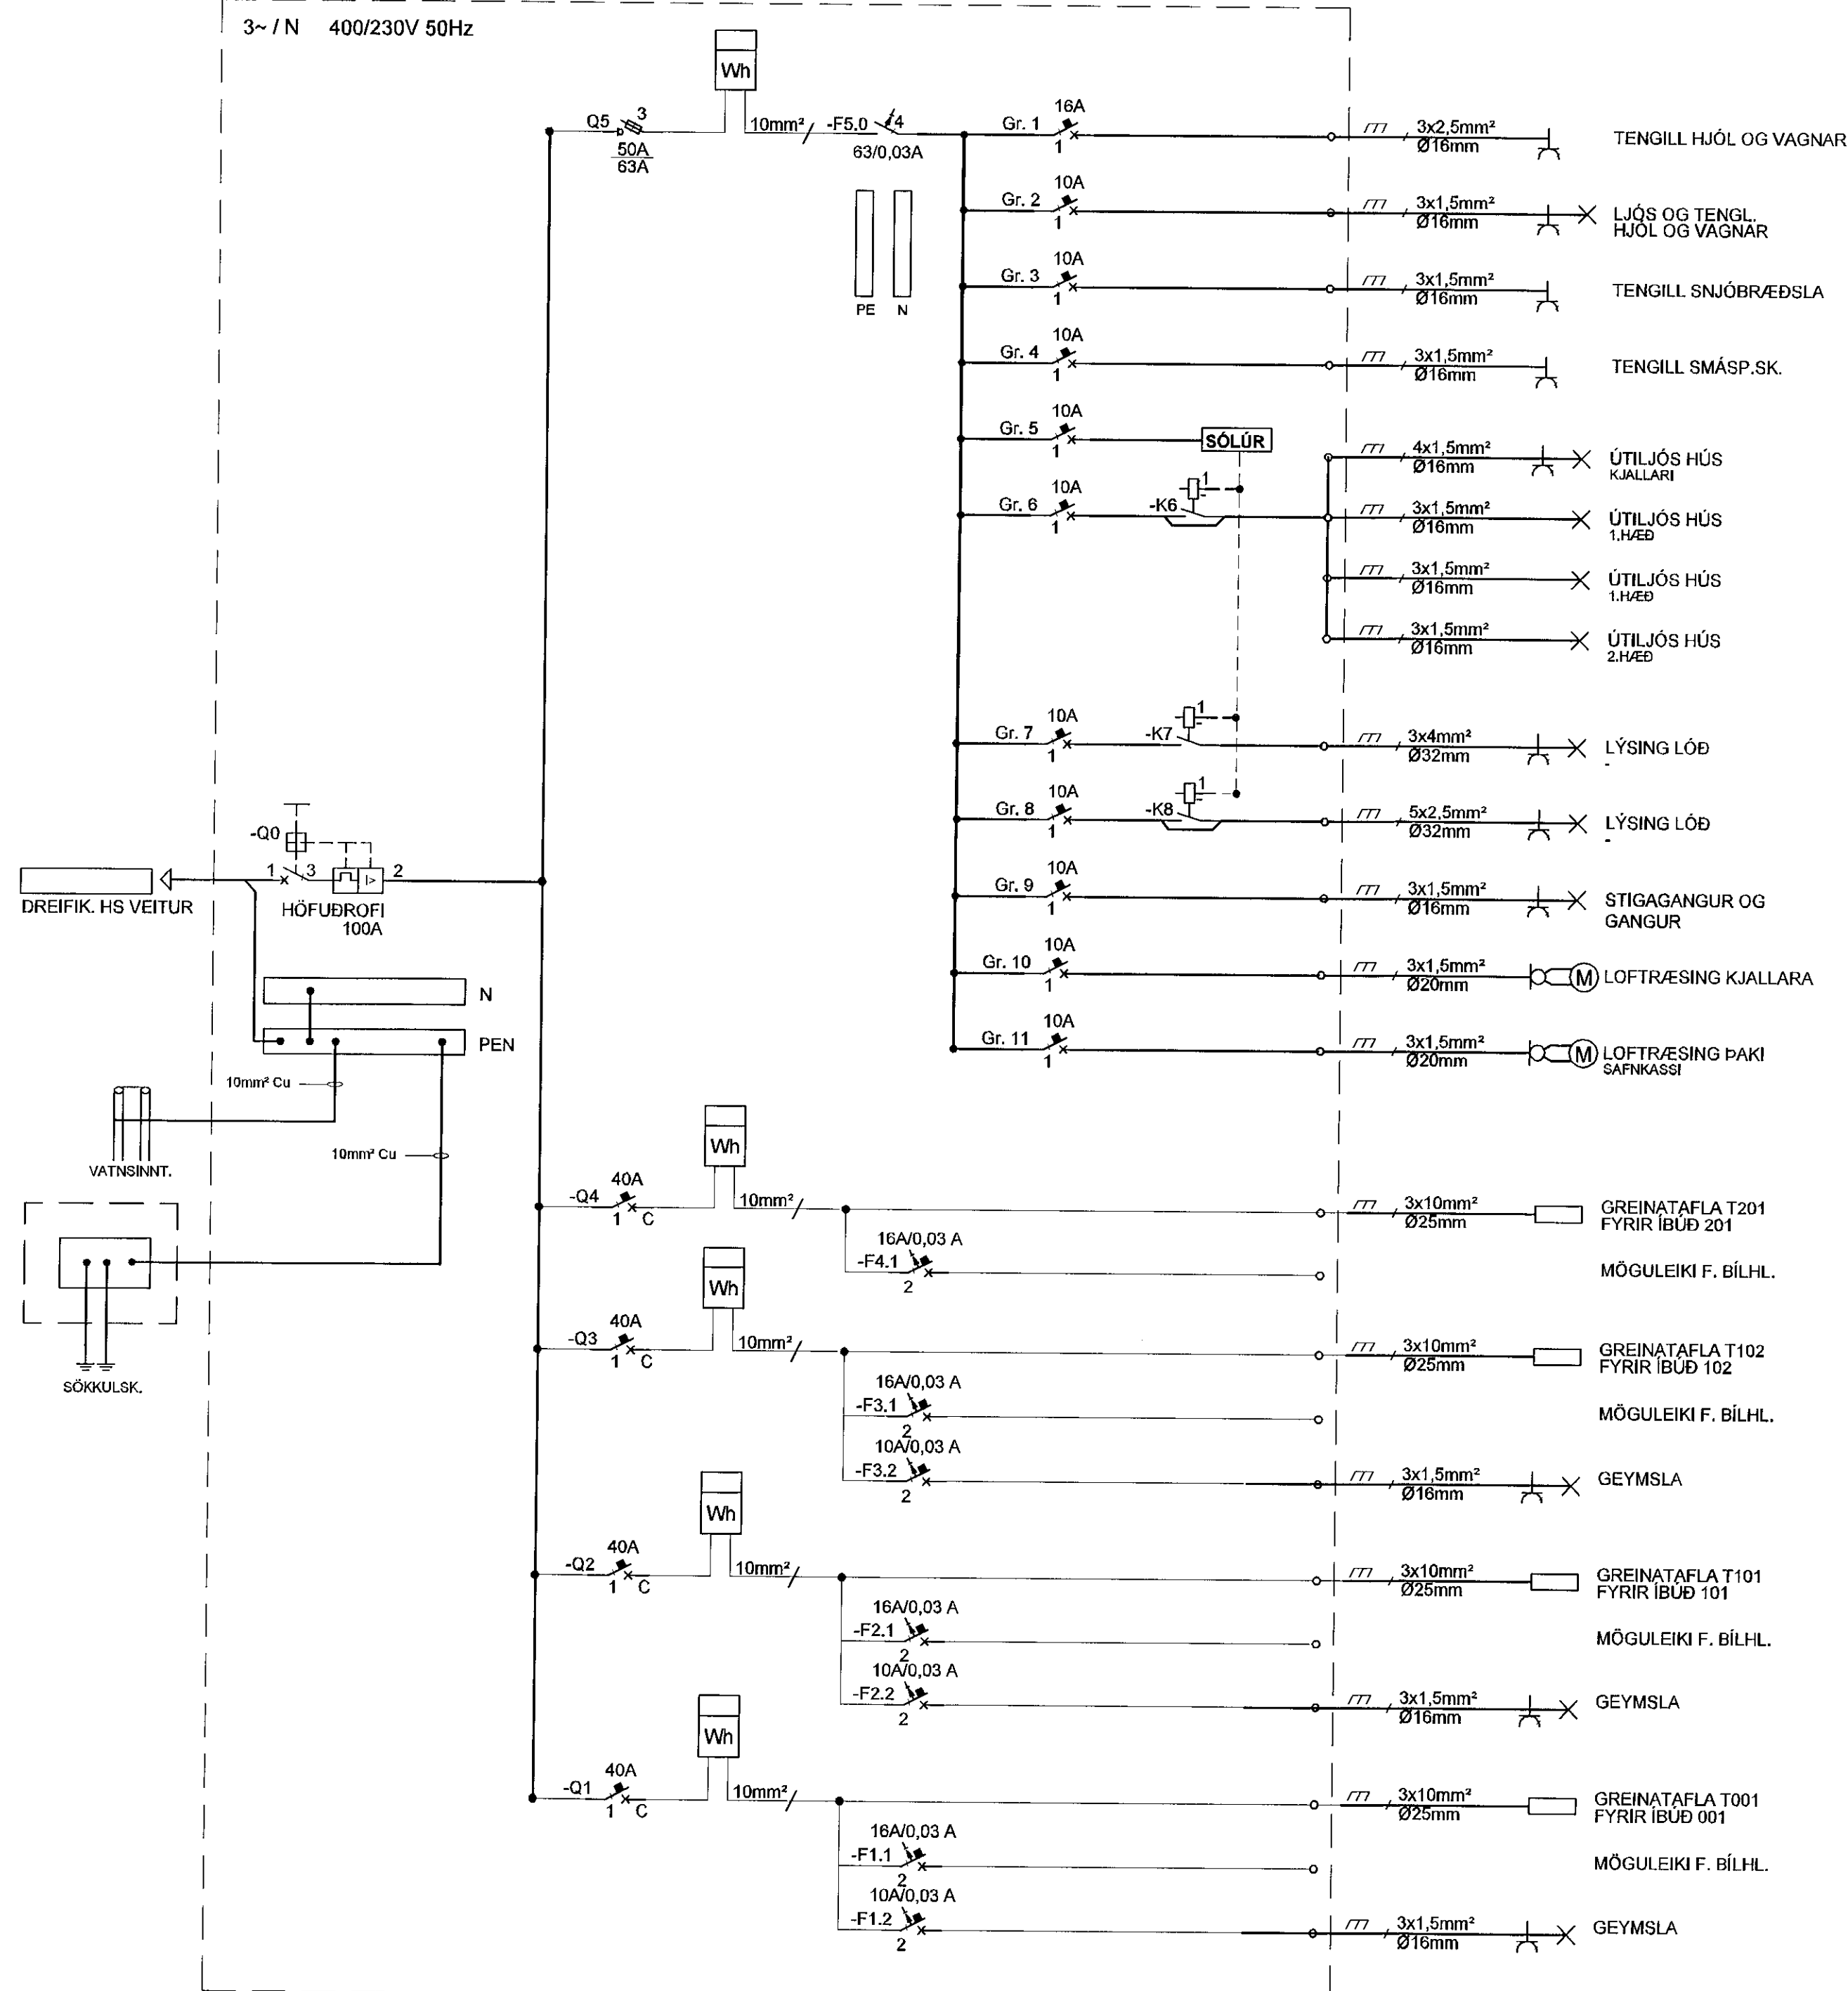 3~ / N 400/230V 50Hz
Wh
Q5
3
50A
63A
10mm²
-F5.0
4
63/0,03A
PE
N
Gr. 1
16A
1
3x2,5mm²
Ø16mm
TENGILL HJÓL OG VAGNAR
Gr. 2
10A
1
3x1,5mm²
Ø16mm
LJÓS OG TENGL.
HJÓL OG VAGNAR
Gr. 3
10A
1
3x1,5mm²
Ø16mm
TENGILL SNJÓBRÆÐSLA
Gr. 4
10A
1
3x1,5mm²
Ø16mm
TENGILL SMÁSP.SK.
Gr. 5
10A
1
SÓLÚR
4x1,5mm²
Ø16mm
ÚTILJÓS HÚS
KJALLARI
Gr. 6
10A
1
-K6
1
3x1,5mm²
Ø16mm
ÚTILJÓS HÚS
1.HÆÐ
3x1,5mm²
Ø16mm
ÚTILJÓS HÚS
1.HÆÐ
3x1,5mm²
Ø16mm
ÚTILJÓS HÚS
2.HÆÐ
Gr. 7
10A
1
-K7
1
3x4mm²
Ø32mm
LÝSING LÓÐ
-
Gr. 8
10A
1
-K8
1
5x2,5mm²
Ø32mm
LÝSING LÓÐ
-
Gr. 9
10A
1
3x1,5mm²
Ø16mm
STIGAGANGUR OG
GANGUR
Gr. 10
10A
1
3x1,5mm²
Ø20mm
M
LOFTRÆSING KJALLARA
Gr. 11
10A
1
3x1,5mm²
Ø20mm
M
LOFTRÆSING ÞAKI
SAFNKASSI
DREIFIK. HS VEITUR
-Q0
1
3
I>
2
HÖFUÐROFI
100A
N
PEN
10mm² Cu
VATNSINNT.
10mm² Cu
SÖKKULSK.
Wh
-Q4
40A
1
C
10mm²
3x10mm²
Ø25mm
GREINATAFLA T201
FYRIR ÍBÚÐ 201
16A/0,03 A
-F4.1
2
MÖGULEIKI F. BÍLHL.
Wh
-Q3
40A
1
C
10mm²
3x10mm²
Ø25mm
GREINATAFLA T102
FYRIR ÍBÚÐ 102
16A/0,03 A
-F3.1
2
MÖGULEIKI F. BÍLHL.
10A/0,03 A
-F3.2
2
3x1,5mm²
Ø16mm
GEYMSLA
Wh
-Q2
40A
1
C
10mm²
3x10mm²
Ø25mm
GREINATAFLA T101
FYRIR ÍBÚÐ 101
16A/0,03 A
-F2.1
2
MÖGULEIKI F. BÍLHL.
10A/0,03 A
-F2.2
2
3x1,5mm²
Ø16mm
GEYMSLA
Wh
-Q1
40A
1
C
10mm²
3x10mm²
Ø25mm
GREINATAFLA T001
FYRIR ÍBÚÐ 001
16A/0,03 A
-F1.1
2
MÖGULEIKI F. BÍLHL.
10A/0,03 A
-F1.2
2
3x1,5mm²
Ø16mm
GEYMSLA